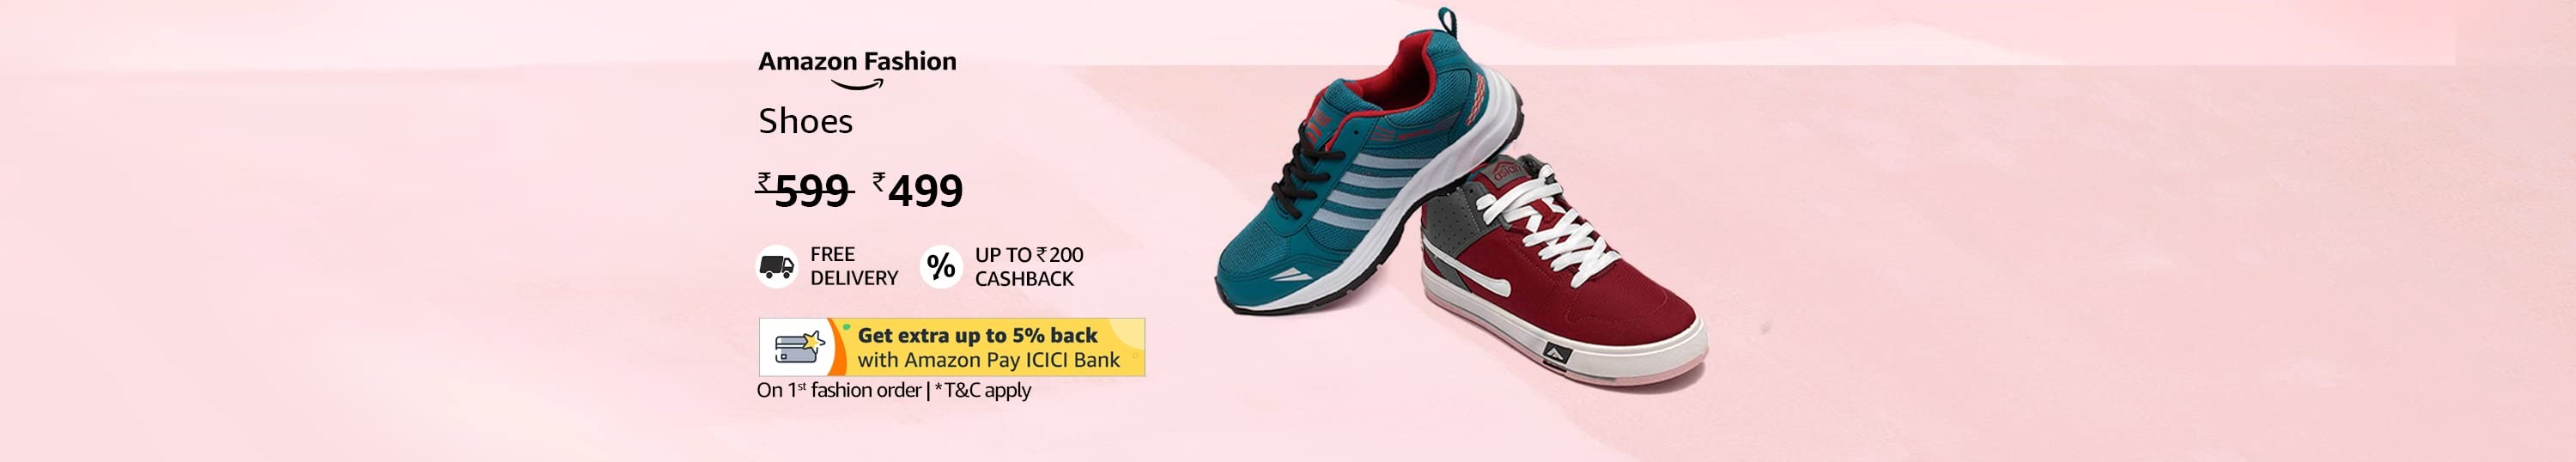 Amazon Fashion
Shoes
₹599 ₹499
FREE
DELIVERY
UP TO ₹200
CASHBACK
Get extra up to 5% back
with Amazon Pay ICICI Bank
On 1st fashion order | *T&C apply
asian